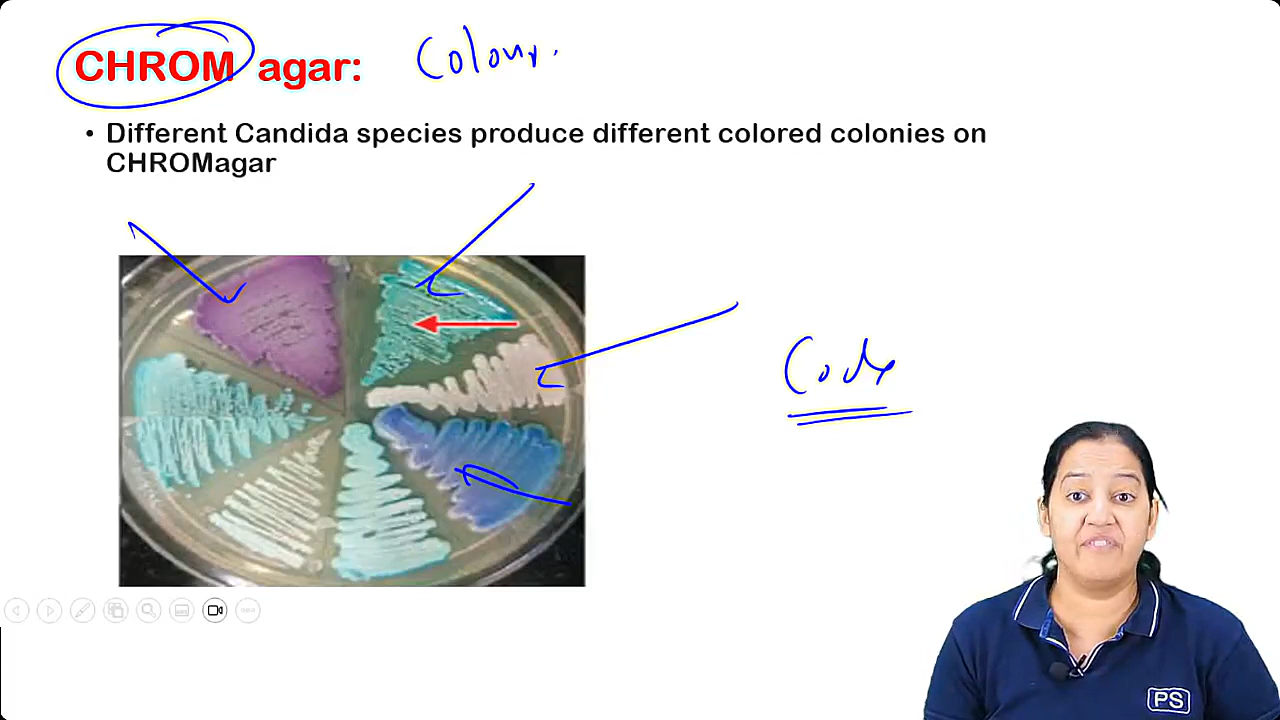 CHROM agar: Colour.
• Different Candida species produce different colored colonies on
CHROMagar
Code
PS